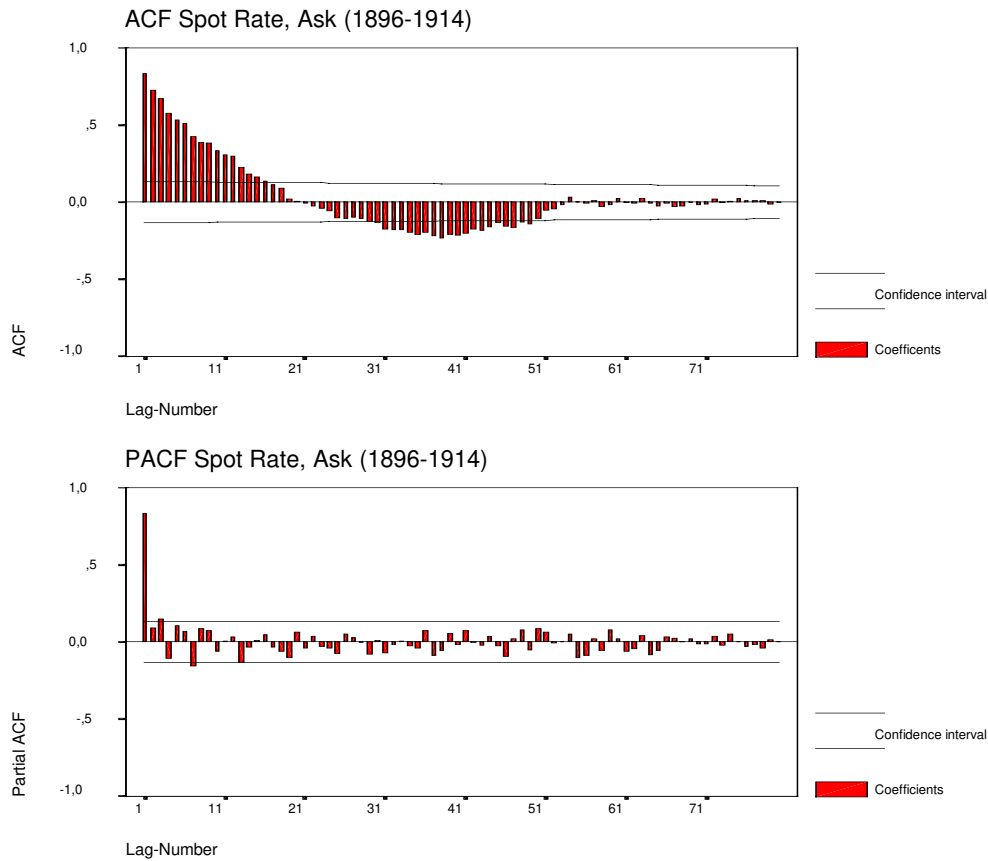 ACF Spot Rate, Ask (1896-1914)
1,0
,5
0,0
-,5
-1,0
ACF
1 11 21 31 41 51 61 71
Lag-Number
Confidence interval
Coefficents
PACF Spot Rate, Ask (1896-1914)
1,0
,5
0,0
-,5
-1,0
Partial ACF
1 11 21 31 41 51 61 71
Lag-Number
Confidence interval
Coefficients